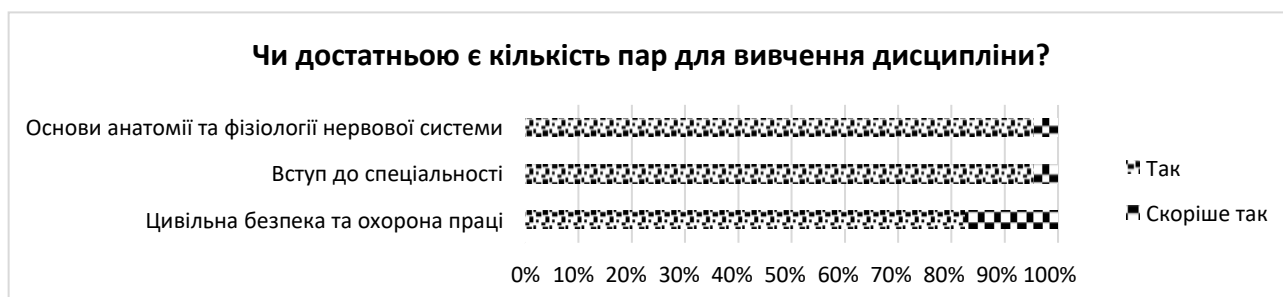 Чи достатньою є кількість пар для вивчення дисципліни?
Основи анатомії та фізіології нервової системи
Вступ до спеціальності
Цивільна безпека та охорона праці
Так
Скоріше так
0% 10% 20% 30% 40% 50% 60% 70% 80% 90% 100%